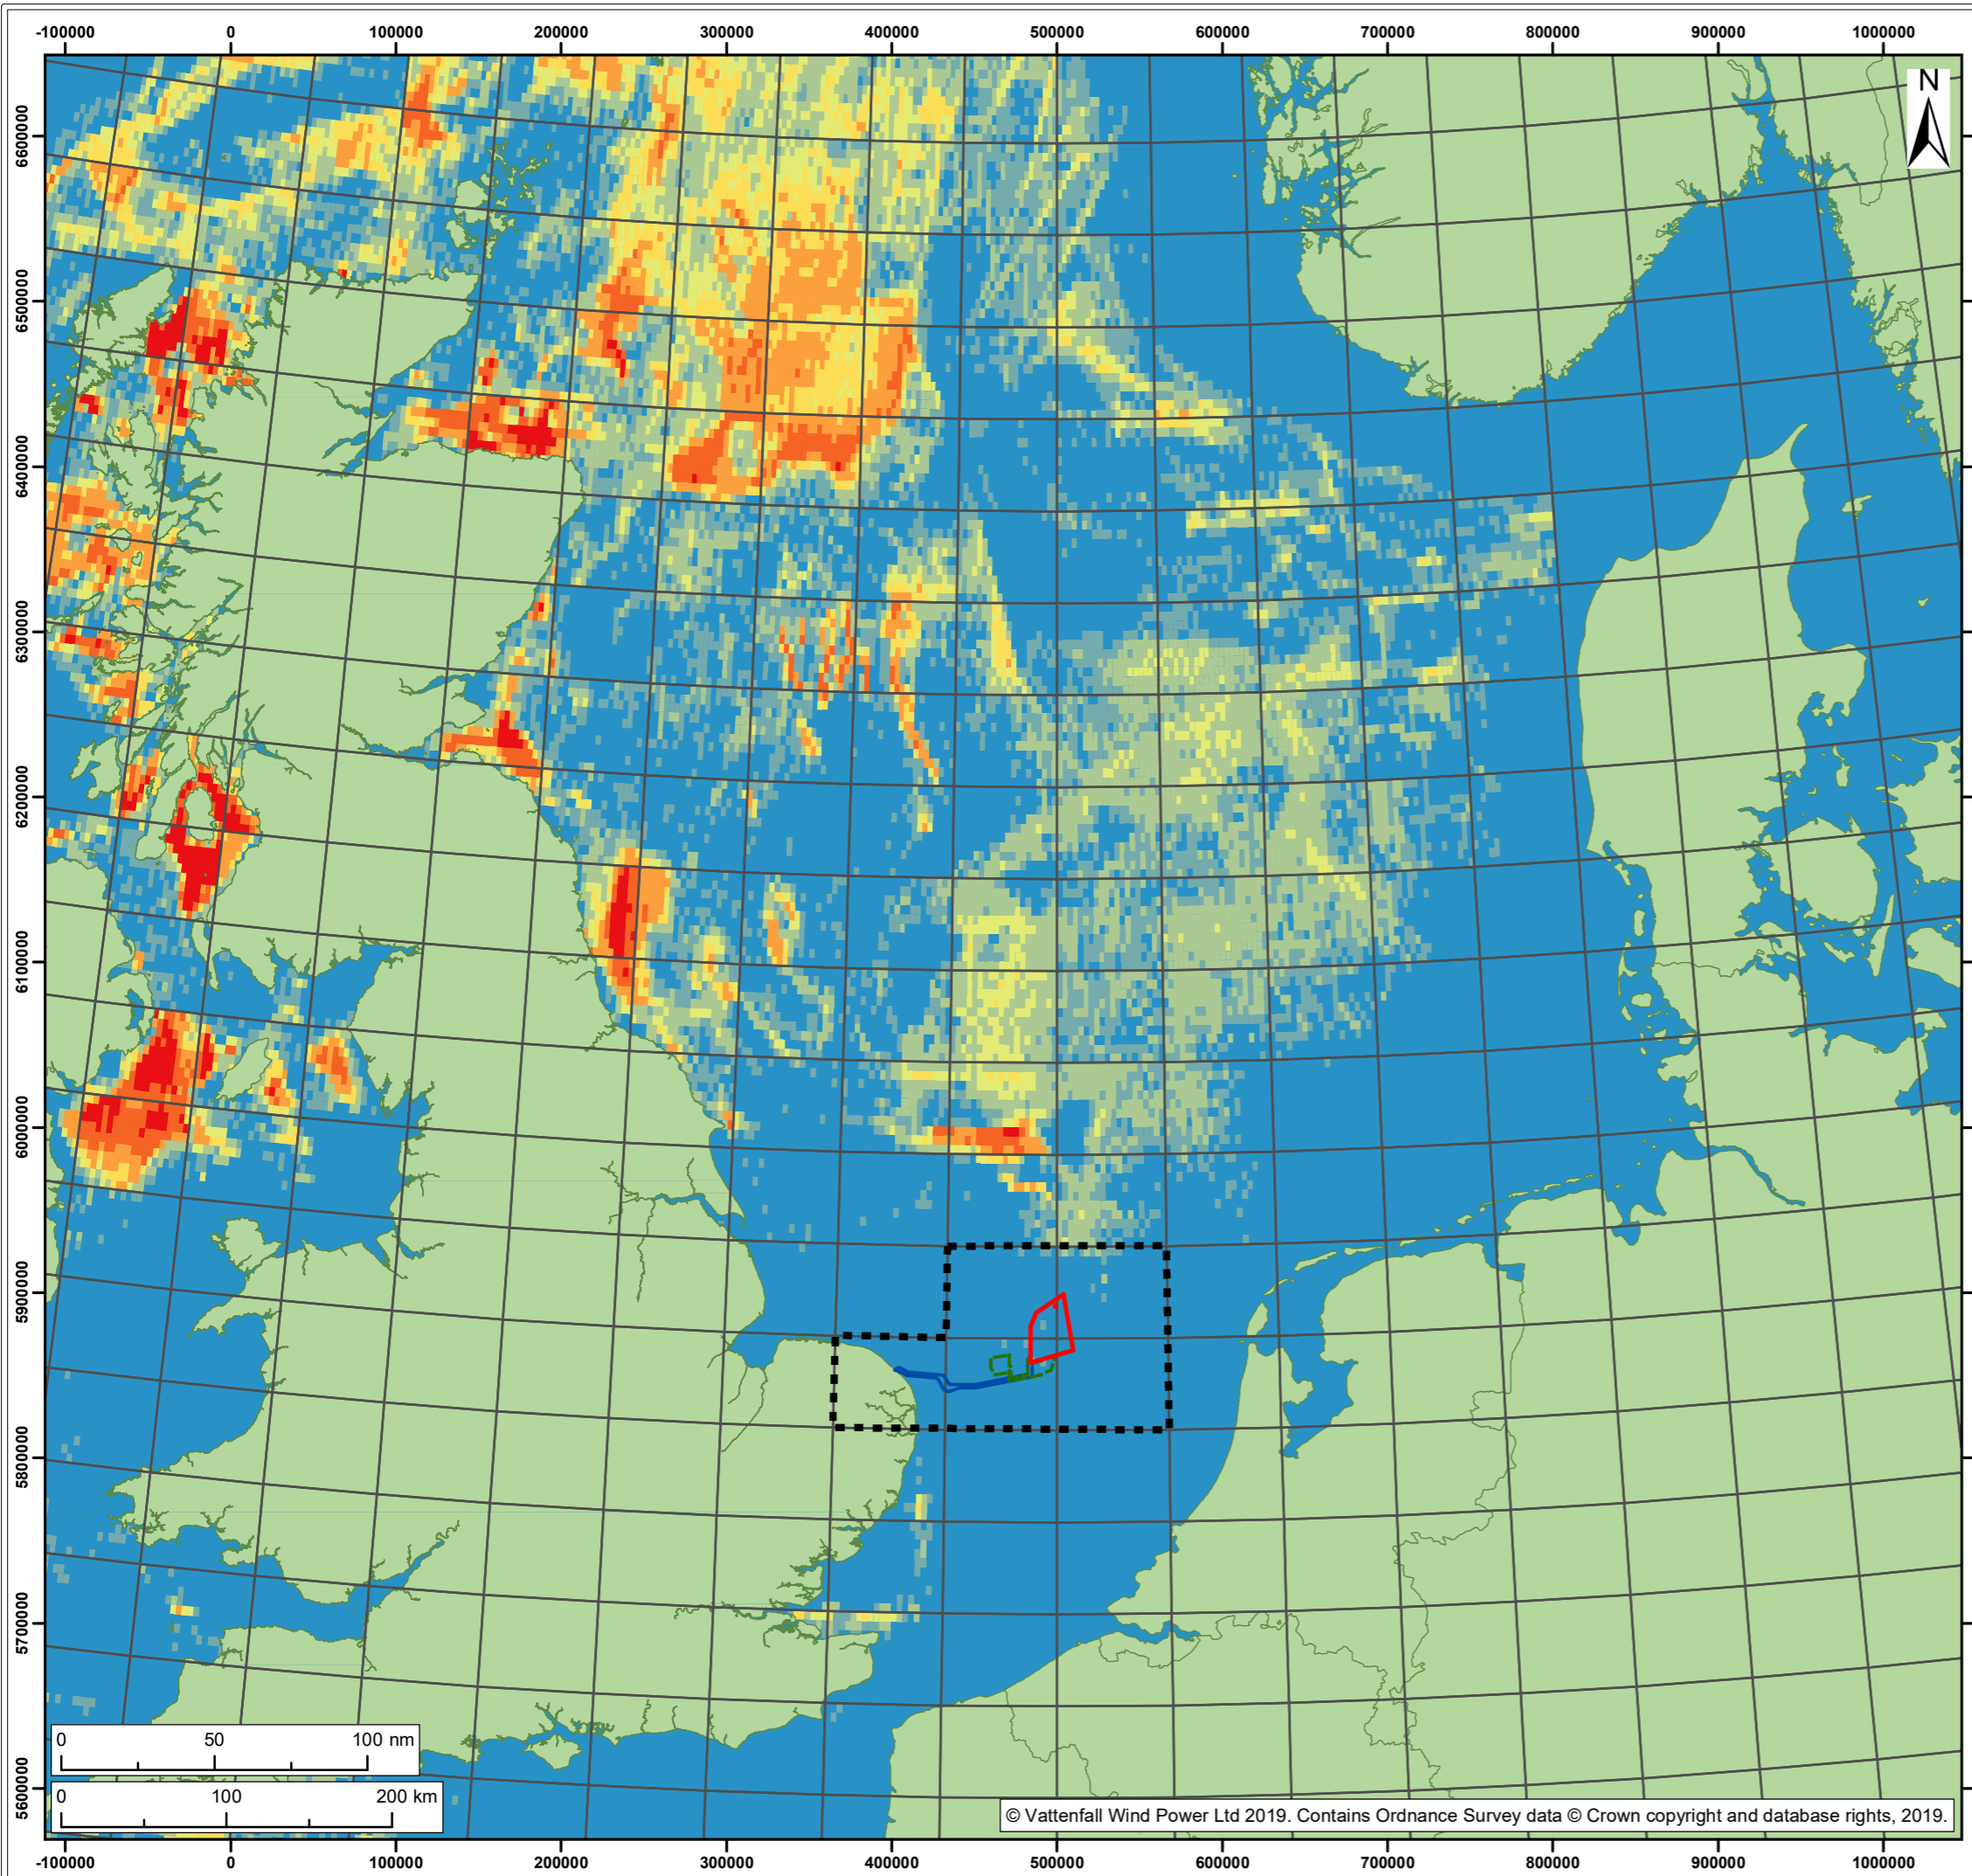 -100000 0 100000 200000 300000 400000 500000 600000 700000 800000 900000 1000000
N
6600000
6500000
6400000
6300000
6200000
6100000
6000000
5900000
5800000
5700000
5600000
0 50 100 nm
0 100 200 km
© Vattenfall Wind Power Ltd 2019. Contains Ordnance Survey data © Crown copyright and database rights, 2019.
-100000 0 100000 200000 300000 400000 500000 600000 700000 800000 900000 1000000